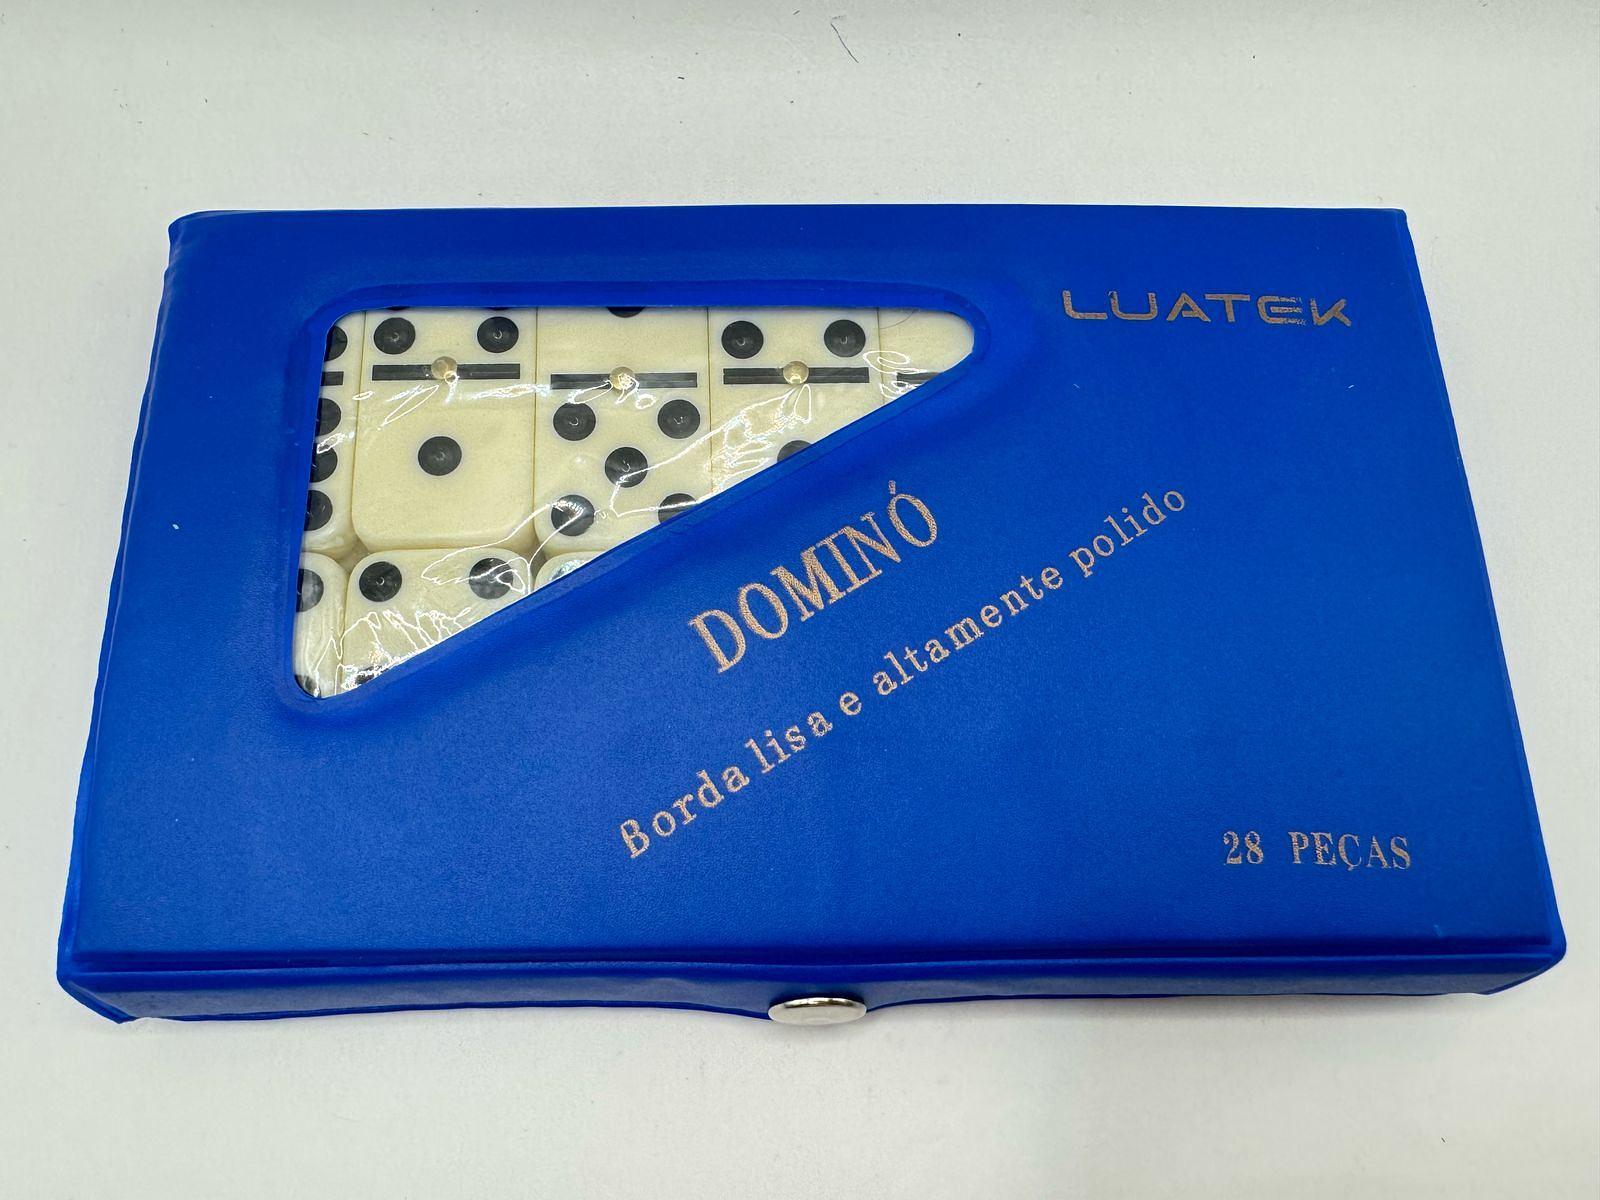 LUATEK
DOMINÓ
Borda lisa e altamente polido
28 PEÇAS